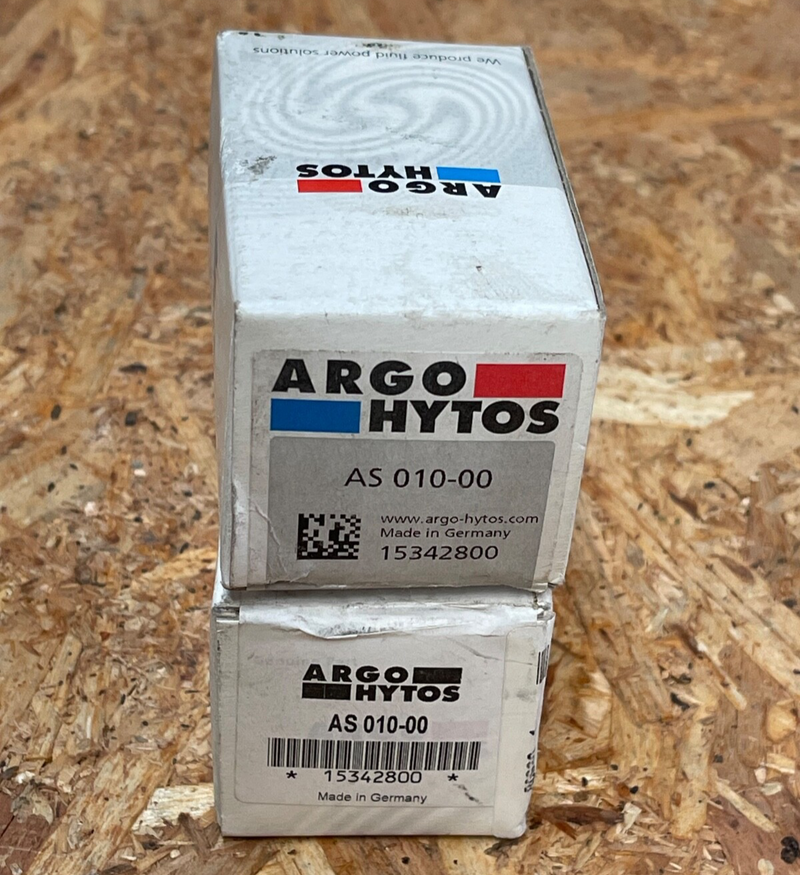 We produce fluid power solutions
ARGO
HYTOS
ARGO
HYTOS
AS 010-00
www.argo-hytos.com
Made in Germany
15342800
ARGO
HYTOS
AS 010-00
* 15342800 *
Made in Germany